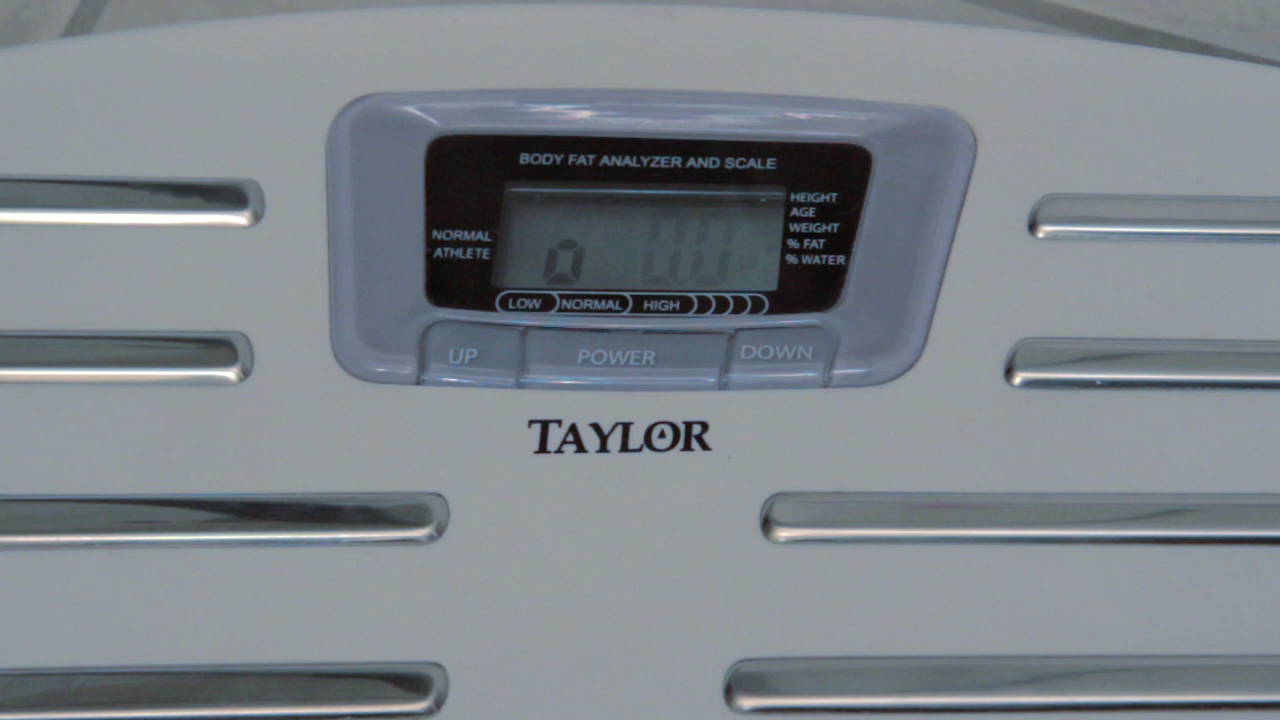 BODY FAT ANALYZER AND SCALE
HEIGHT
AGE
WEIGHT
% FAT
% WATER
NORMAL
ATHLETE
0
LOW NORMAL HIGH
UP POWER DOWN
TAYLOR